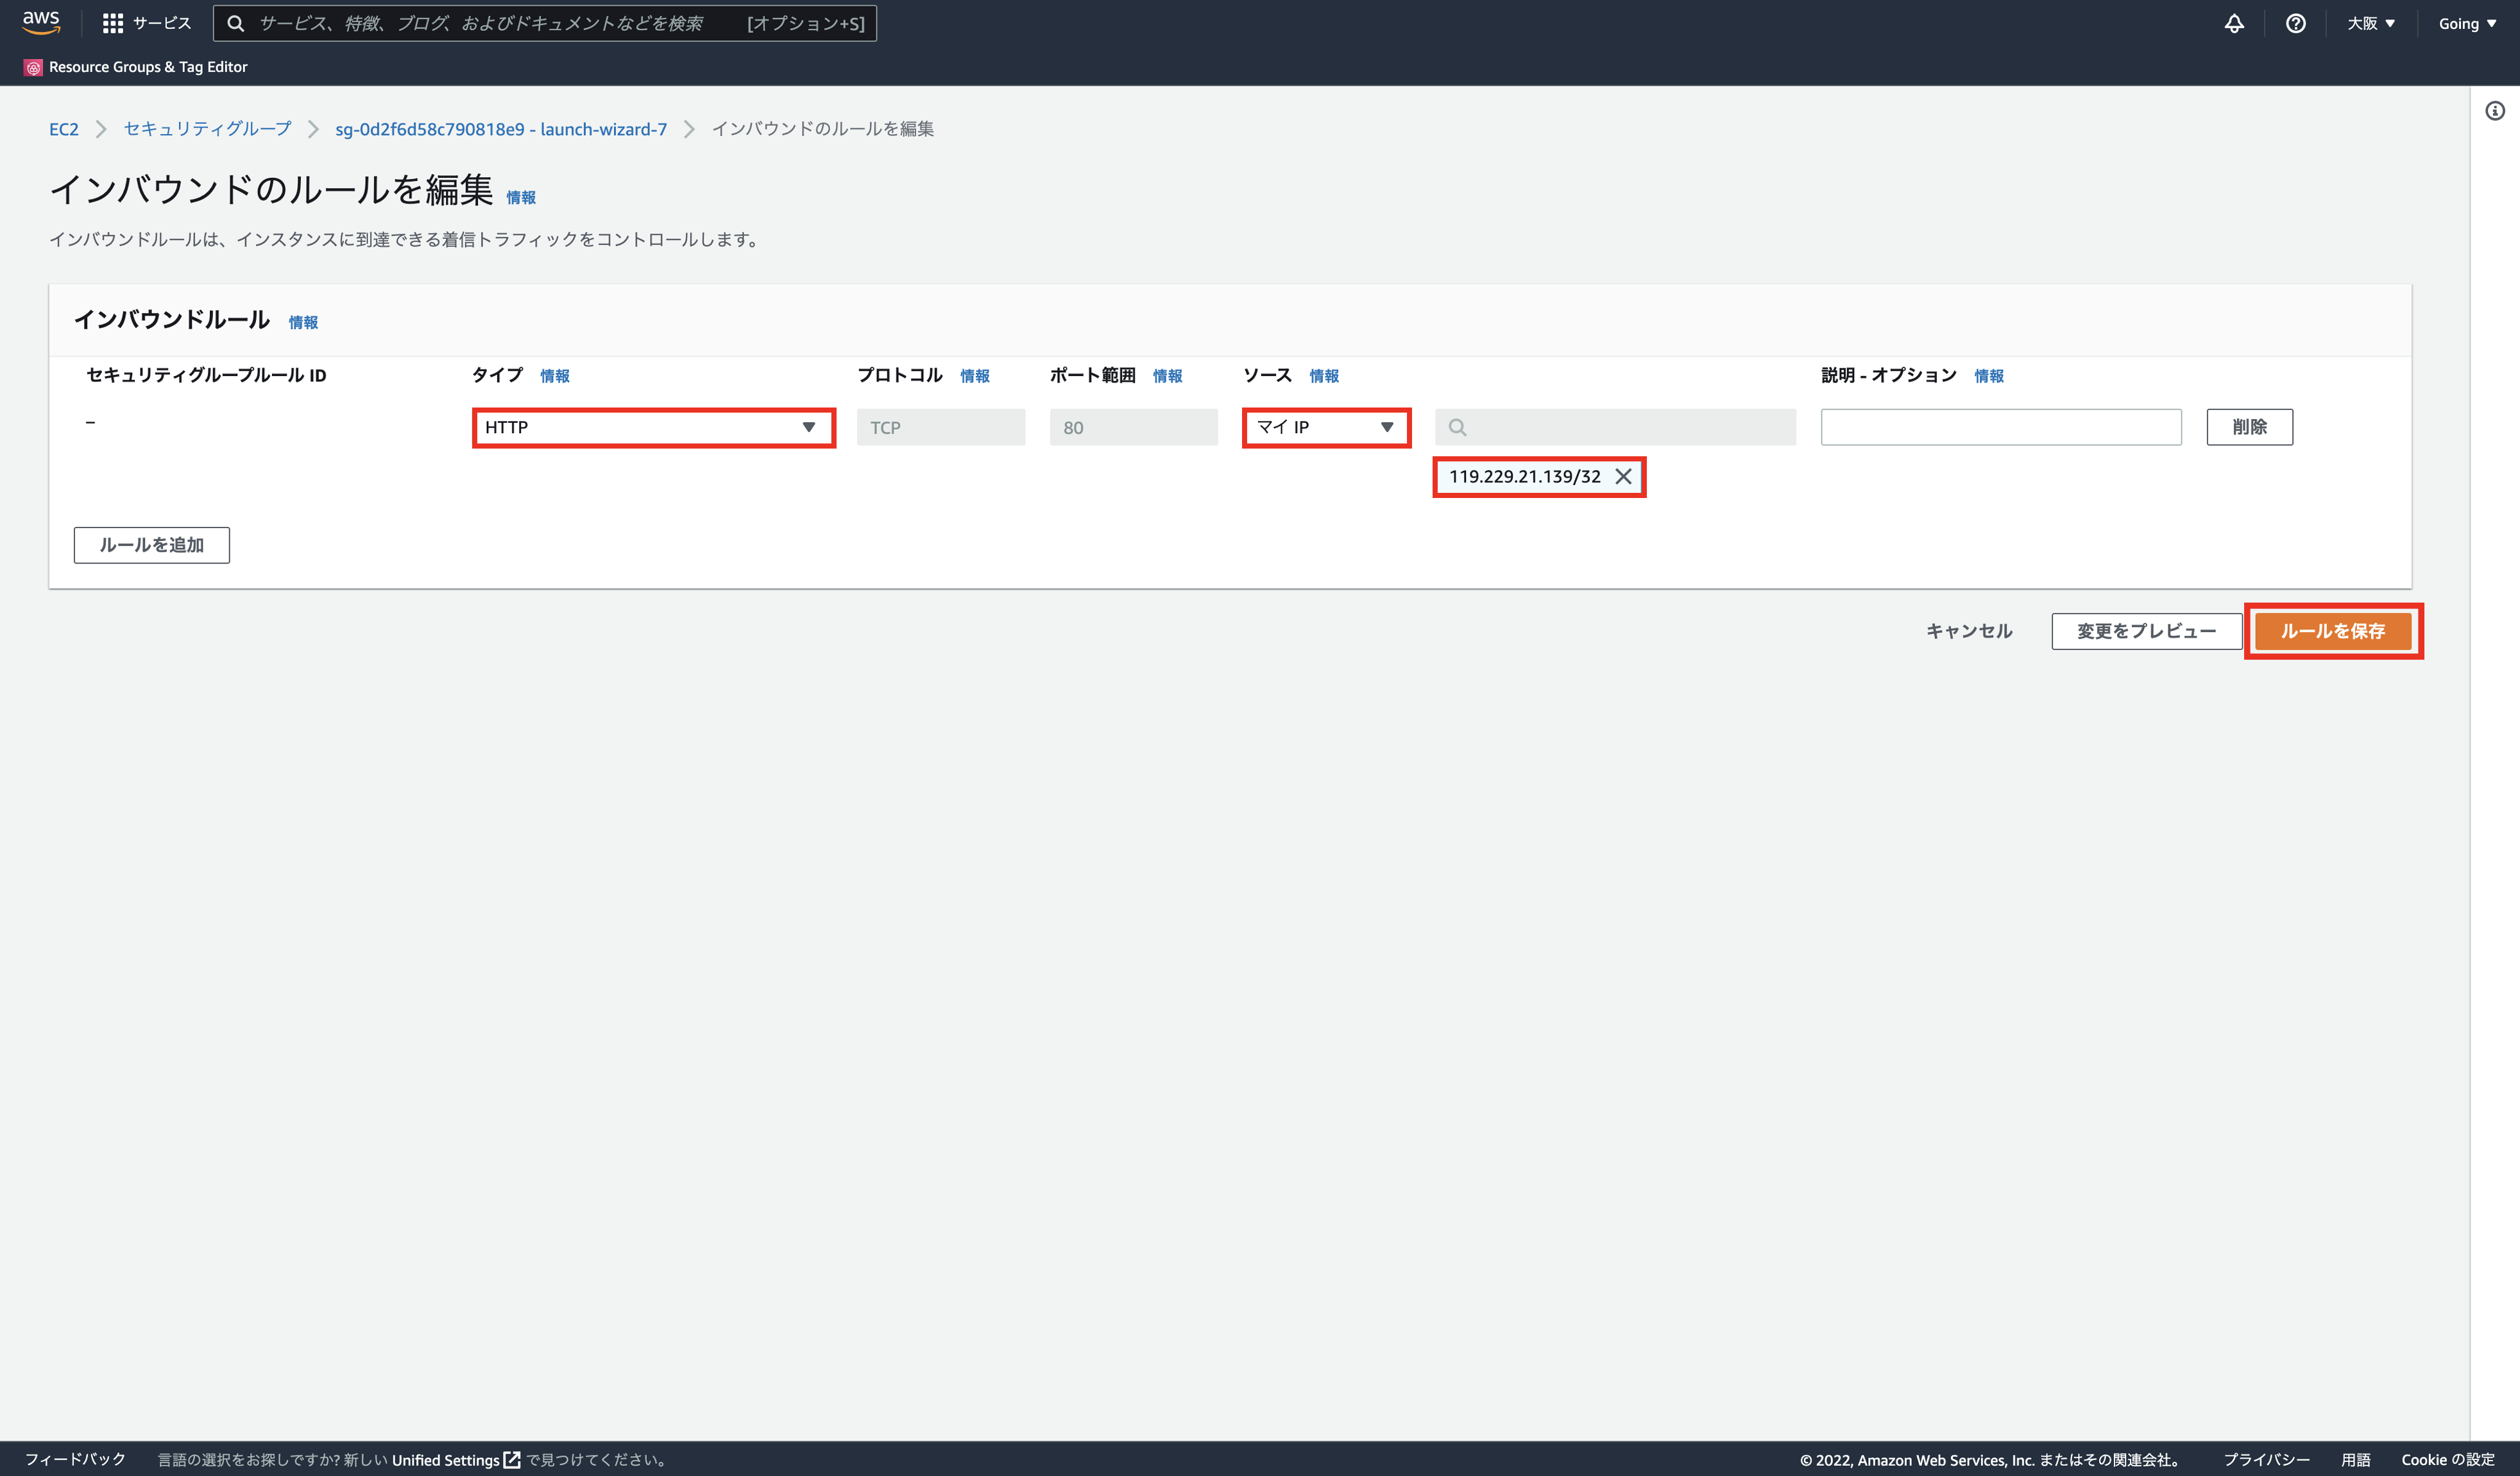 aws サービス サービス、特徴、ブログ、およびドキュメントなどを検索 [オプション+S] 大阪 Going
Resource Groups & Tag Editor
EC2 セキュリティグループ sg-0d2f6d58c790818e9 - launch-wizard-7 インバウンドのルールを編集
インバウンドのルールを編集 情報
インバウンドルールは、インスタンスに到達できる着信トラフィックをコントロールします。
インバウンドルール 情報
セキュリティグループルール ID タイプ 情報 プロトコル 情報 ポート範囲 情報 ソース 情報 説明 - オプション 情報
– HTTP TCP 80 マイ IP 削除
119.229.21.139/32
ルールを追加
キャンセル 変更をプレビュー ルールを保存
フィードバック 言語の選択をお探しですか? 新しい Unified Settings で見つけてください。 © 2022, Amazon Web Services, Inc. またはその関連会社。 プライバシー 用語 Cookie の設定